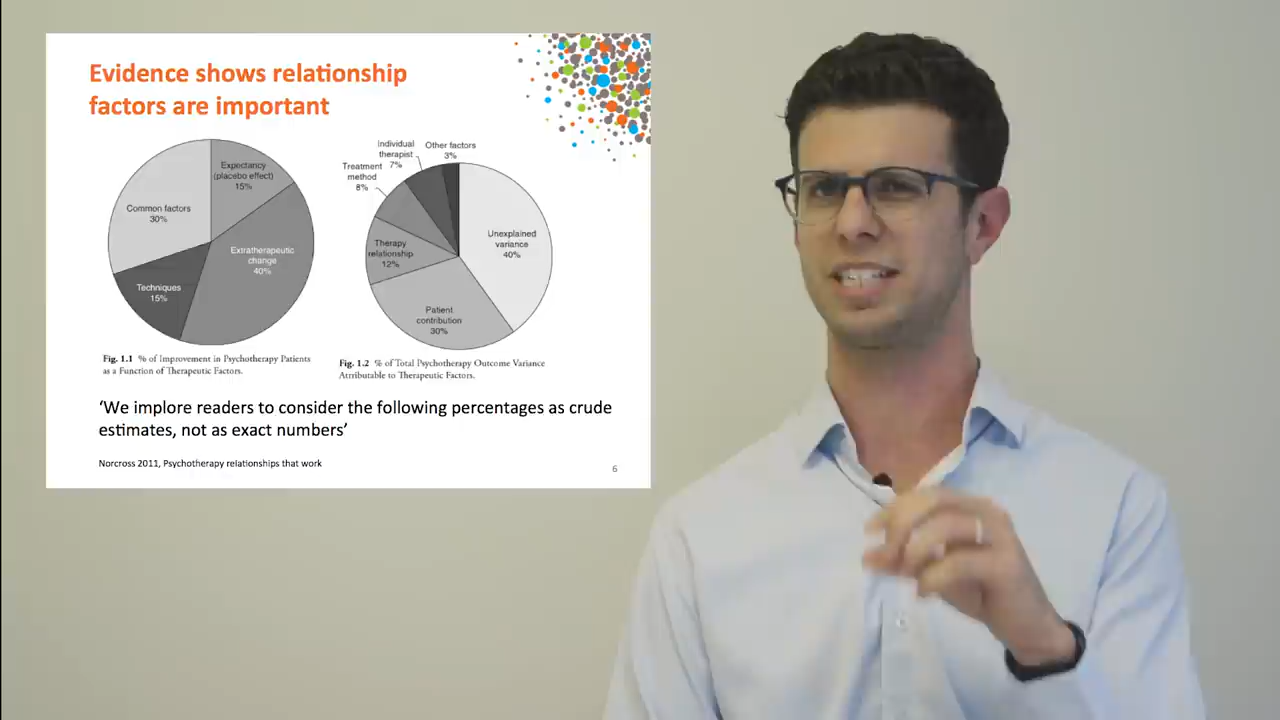 Evidence shows relationship
factors are important
Expectancy
(placebo effect)
15%
Common factors
30%
Extratherapeutic
change
40%
Techniques
15%
Fig. 1.1 % of Improvement in Psychotherapy Patients
as a Function of Therapeutic Factors.
Individual
therapist
7%
Other factors
3%
Treatment
method
8%
Unexplained
variance
40%
Therapy
relationship
12%
Patient
contribution
30%
Fig. 1.2 % of Total Psychotherapy Outcome Variance
Attributable to Therapeutic Factors.
‘We implore readers to consider the following percentages as crude
estimates, not as exact numbers’
Norcross 2011, Psychotherapy relationships that work
6